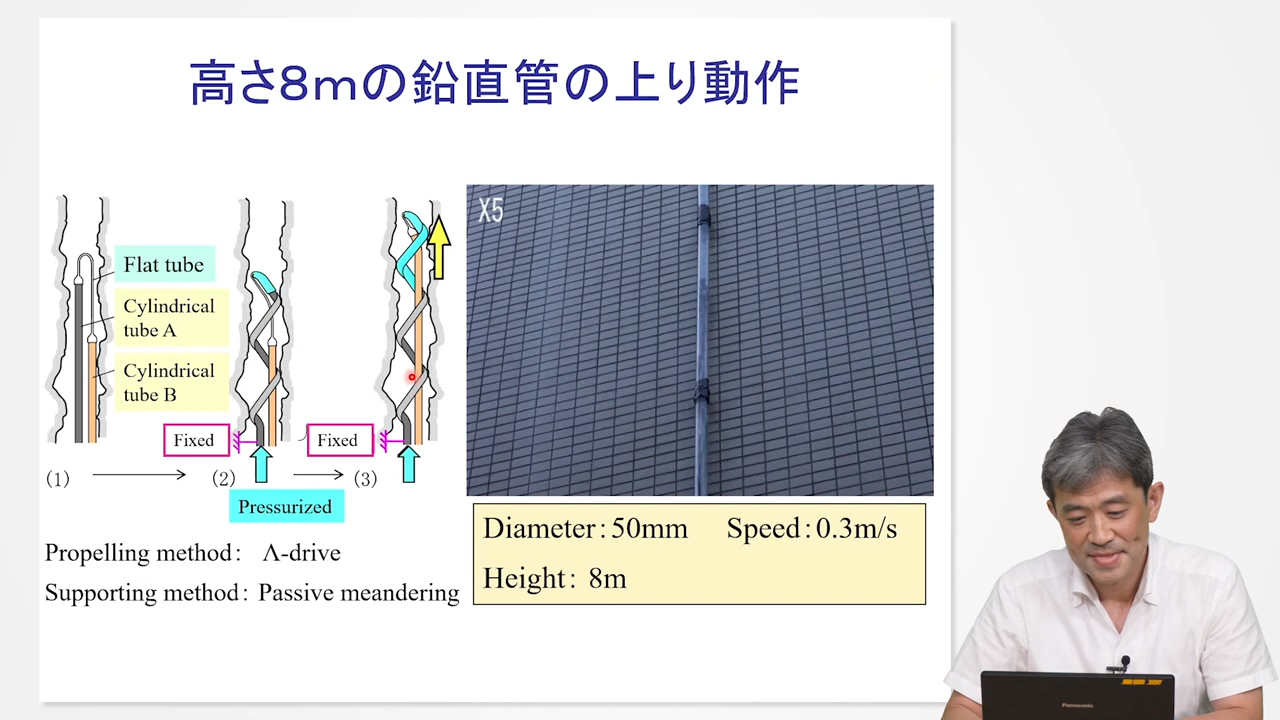 高さ８ｍの鉛直管の上り動作
Flat tube
Cylindrical
tube A
Cylindrical
tube B
Fixed
Fixed
(1)
(2)
(3)
Pressurized
Propelling method： Λ-drive
Supporting method： Passive meandering
X5
Diameter：50mm Speed：0.3m/s
Height： 8m
Panasonic